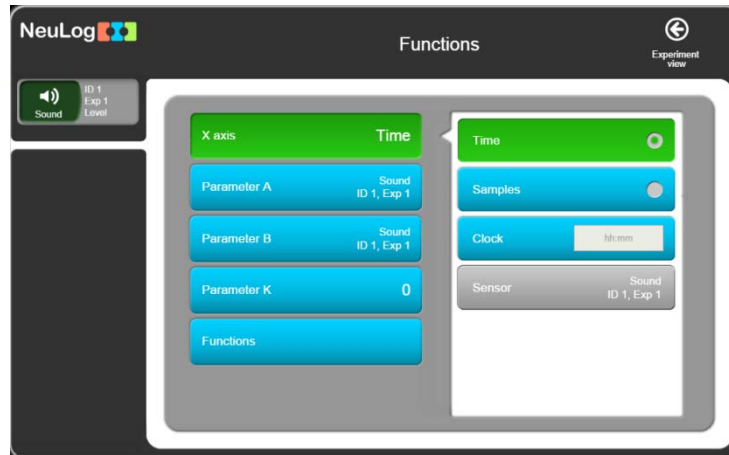 NeuLog
Functions
Experiment
view
Sound
ID 1
Exp 1
Level
X axis Time
Parameter A Sound
ID 1, Exp 1
Parameter B Sound
ID 1, Exp 1
Parameter K 0
Functions
Time
Samples
Clock hh:mm
Sensor Sound
ID 1, Exp 1